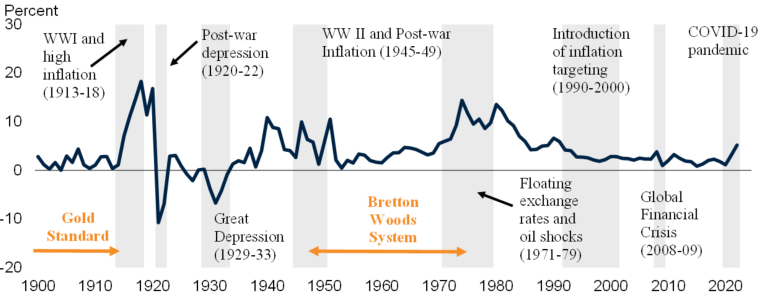 Percent
30
20
10
0
-10
-20
WWI and
high
inflation
(1913-18)
Post-war
depression
(1920-22)
WW II and Post-war
Inflation (1945-49)
Introduction
of inflation
targeting
(1990-2000)
COVID-19
pandemic
Gold
Standard
Great
Depression
(1929-33)
Bretton
Woods
System
Floating
exchange
rates and
oil shocks
(1971-79)
Global
Financial
Crisis
(2008-09)
1900 1910 1920 1930 1940 1950 1960 1970 1980 1990 2000 2010 2020